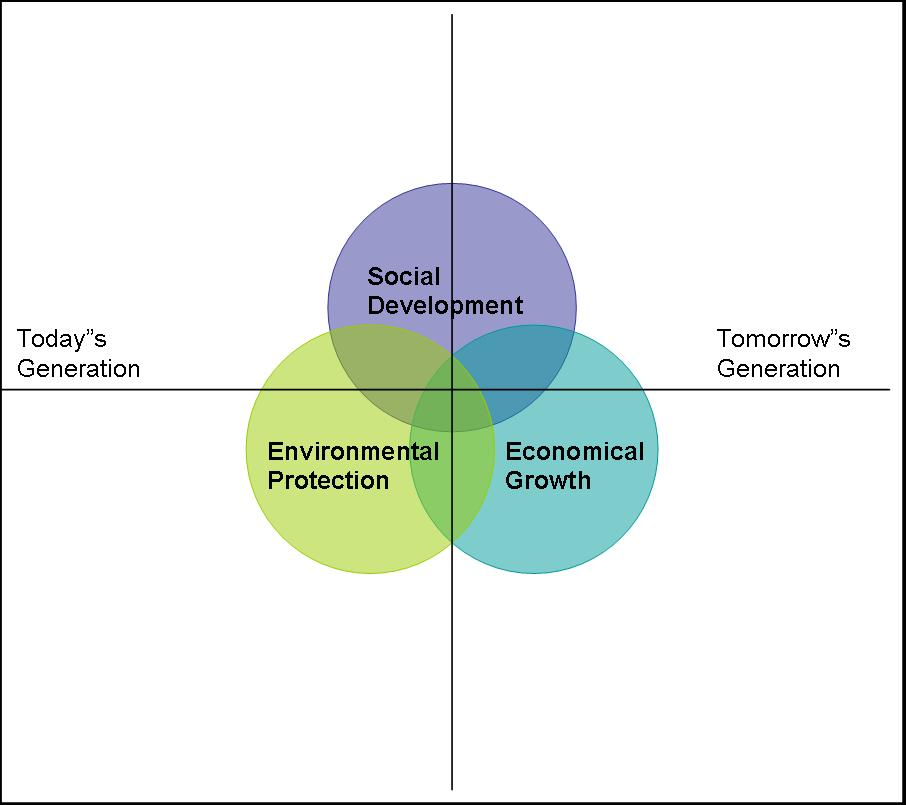 Social
Development
Today”s
Generation
Tomorrow”s
Generation
Environmental
Protection
Economical
Growth